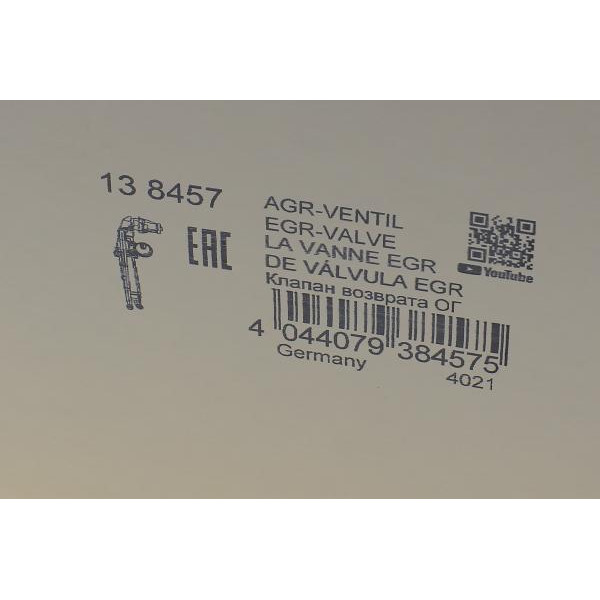 13 8457
EAC
AGR-VENTIL
EGR-VALVE
LA VANNE EGR
DE VÁLVULA EGR
Клапан возврата ОГ
YouTube
4 044079 384575
Germany
4021